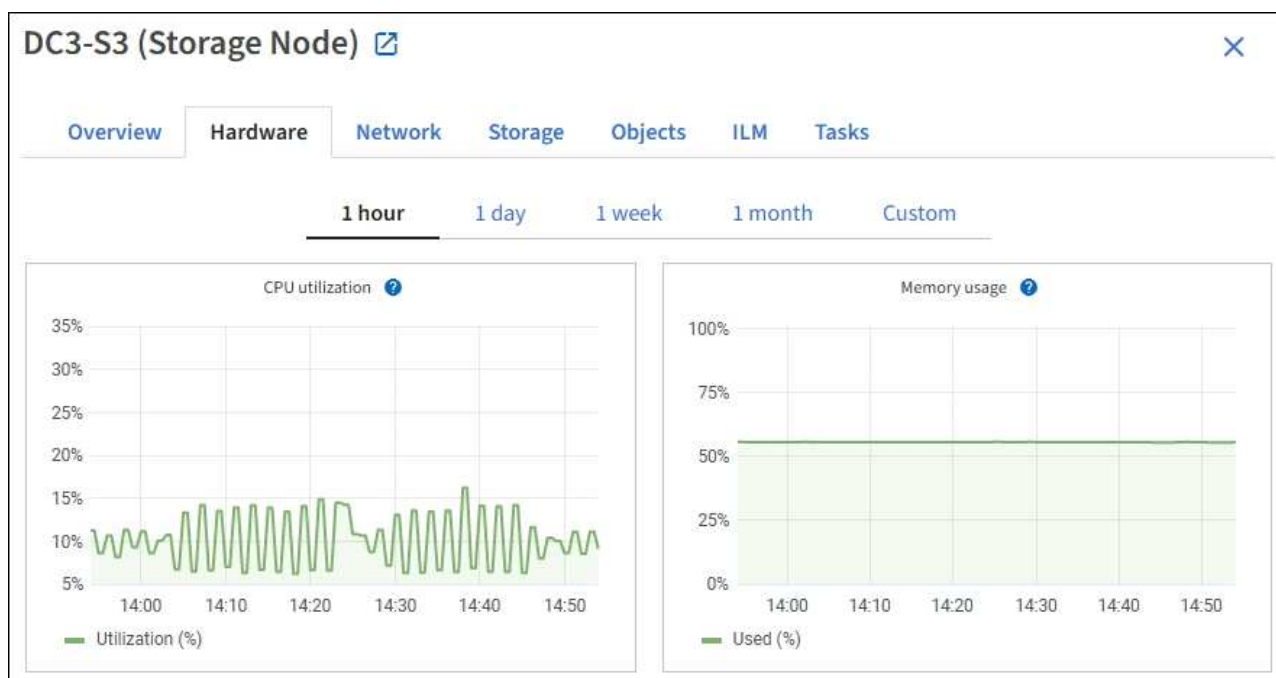 DC3-S3 (Storage Node)
Overview Hardware Network Storage Objects ILM Tasks
1 hour 1 day 1 week 1 month Custom
CPU utilization
35%
30%
25%
20%
15%
10%
5%
14:00 14:10 14:20 14:30 14:40 14:50
Utilization (%)
Memory usage
100%
75%
50%
25%
0%
14:00 14:10 14:20 14:30 14:40 14:50
Used (%)